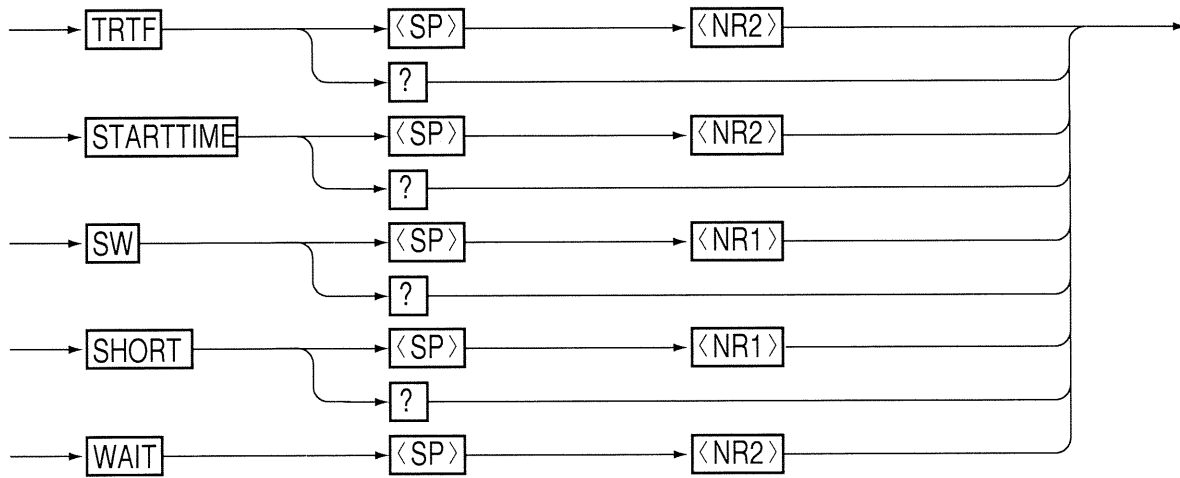 TRTF 〈SP〉 〈NR2〉
?
STARTTIME 〈SP〉 〈NR2〉
?
SW 〈SP〉 〈NR1〉
?
SHORT 〈SP〉 〈NR1〉
?
WAIT 〈SP〉 〈NR2〉